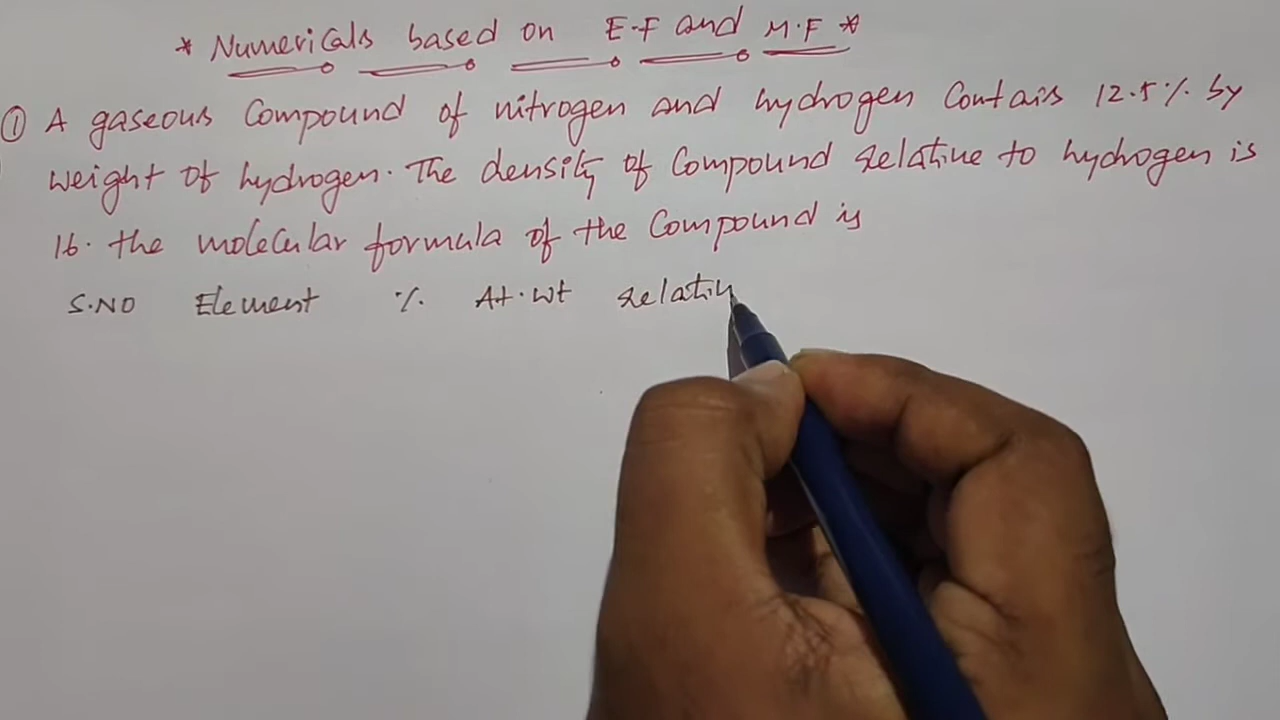 * Numericals based on E.F and M.F *
① A gaseous Compound of nitrogen and hydrogen Contains 12.5% by
weight of hydrogen. The density of Compound relative to hydrogen is
16. the molecular formula of the Compound is
S.NO Element % At.wt relativ